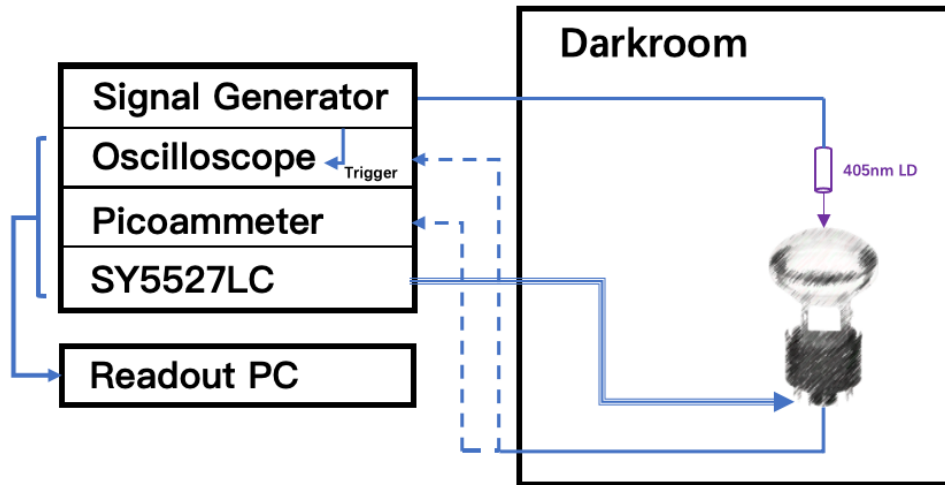 Darkroom
Signal Generator
Oscilloscope
Trigger
Picoammeter
SY5527LC
Readout PC
405nm LD